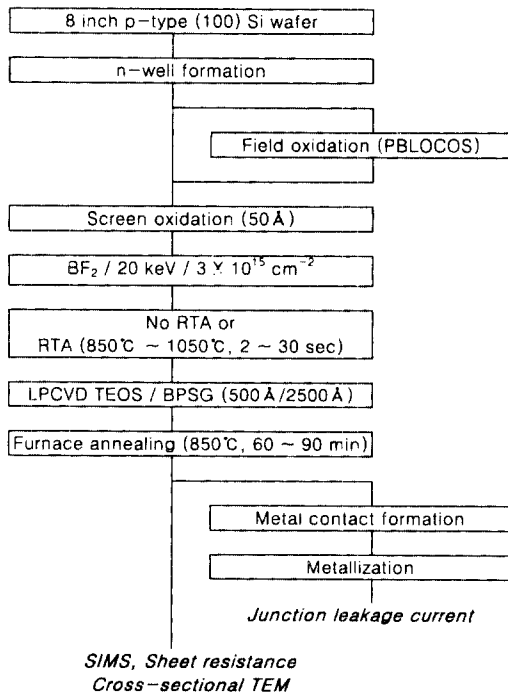 8 inch p-type (100) Si wafer
n-well formation
Field oxidation (PBLOCOS)
Screen oxidation (50Å)
BF₂ / 20 keV / 3 × 10¹⁵ cm⁻²
No RTA or
RTA (850℃ ~ 1050℃, 2 ~ 30 sec)
LPCVD TEOS / BPSG (500Å/2500Å)
Furnace annealing (850℃, 60 ~ 90 min)
Metal contact formation
Metallization
Junction leakage current
SIMS, Sheet resistance
Cross-sectional TEM